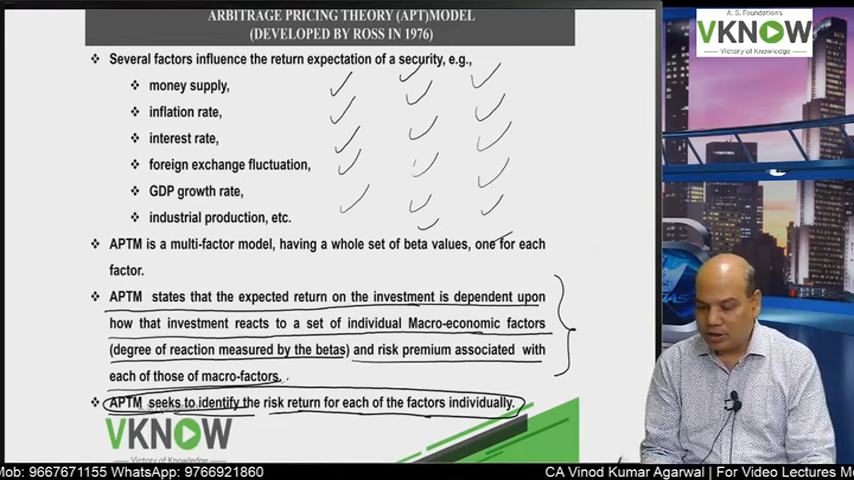 ARBITRAGE PRICING THEORY (APT)MODEL
(DEVELOPED BY ROSS IN 1976)
A. S. Foundation's
VKNOW
Victory of Knowledge
❖ Several factors influence the return expectation of a security, e.g.,
❖ money supply,
❖ inflation rate,
❖ interest rate,
❖ foreign exchange fluctuation,
❖ GDP growth rate,
❖ industrial production, etc.
❖ APTM is a multi-factor model, having a whole set of beta values, one for each
factor.
❖ APTM states that the expected return on the investment is dependent upon
how that investment reacts to a set of individual Macro-economic factors
(degree of reaction measured by the betas) and risk premium associated with
each of those of macro-factors.
❖ APTM seeks to identify the risk return for each of the factors individually.
VKNOW
Victory of Knowledge
Mob: 9667671155 WhatsApp: 9766921860
CA Vinod Kumar Agarwal | For Video Lectures Mo